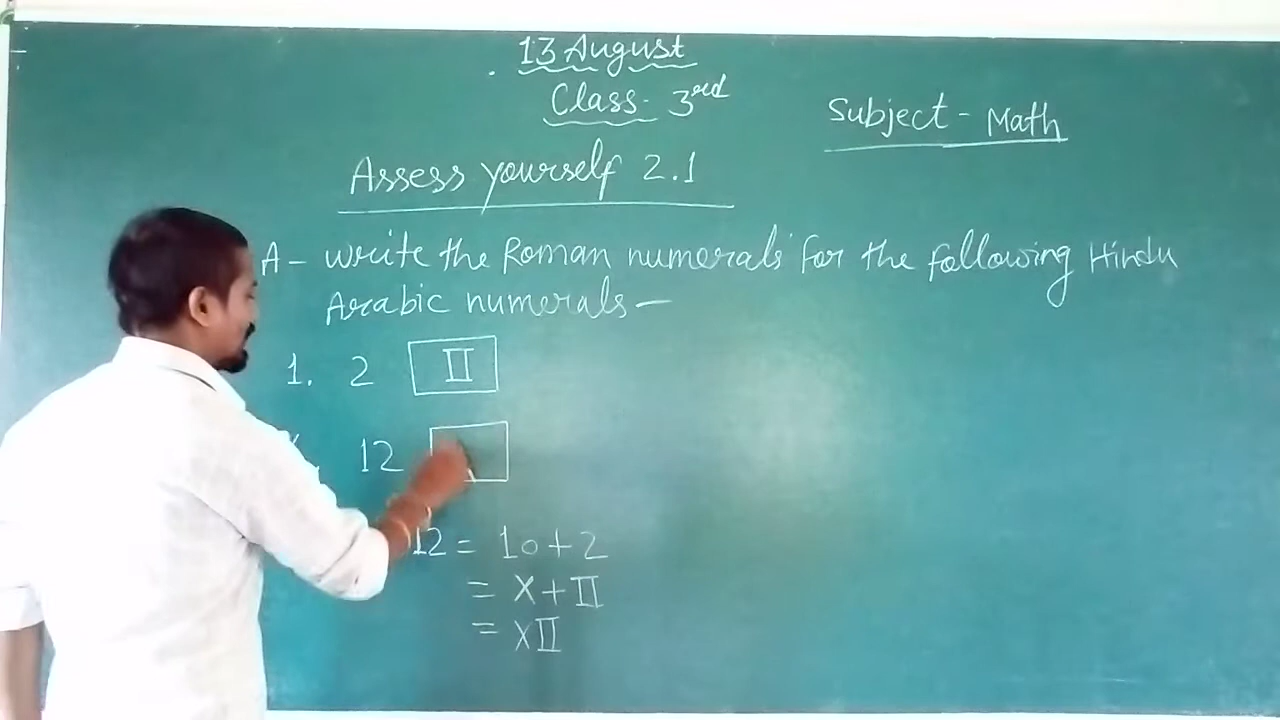 13 August
Class- 3rd
Subject - Math
Assess yourself 2.1
A- write the Roman numerals for the following Hindu
Arabic numerals-
1. 2 II
12
12 = 10+2
= X+II
= XII